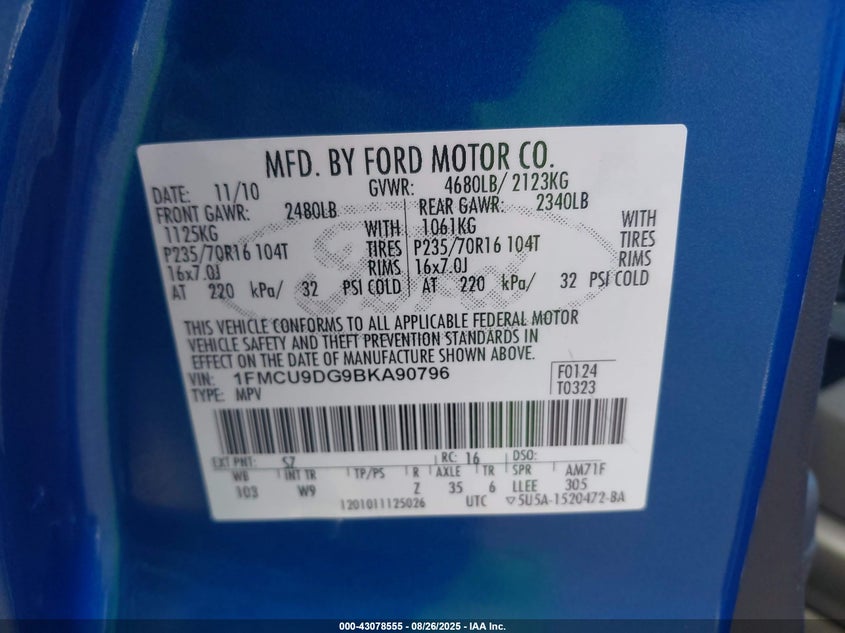 MFD. BY FORD MOTOR CO.
DATE: 11/10 GVWR: 4680LB/ 2123KG
FRONT GAWR: 2480LB REAR GAWR: 2340LB
1125KG WITH 1061KG WITH
P235/70R16 104T TIRES P235/70R16 104T TIRES
16x7.0J RIMS 16x7.0J RIMS
AT 220 kPa/ 32 PSI COLD AT 220 kPa/ 32 PSI COLD
THIS VEHICLE CONFORMS TO ALL APPLICABLE FEDERAL MOTOR
VEHICLE SAFETY AND THEFT PREVENTION STANDARDS IN
EFFECT ON THE DATE OF MANUFACTURE SHOWN ABOVE.
VIN: 1FMCU9DG9BKA90796 F0124
TYPE: MPV T0323
EXT PNT: S7 RC: 16 DSO:
WB INT TR TP/PS R AXLE TR SPR AM71F
103 W9 Z 35 6 LLEE 305
1201011125026 UTC ▽5U5A-1520472-BA
000-43078555 - 08/26/2025 - IAA Inc.